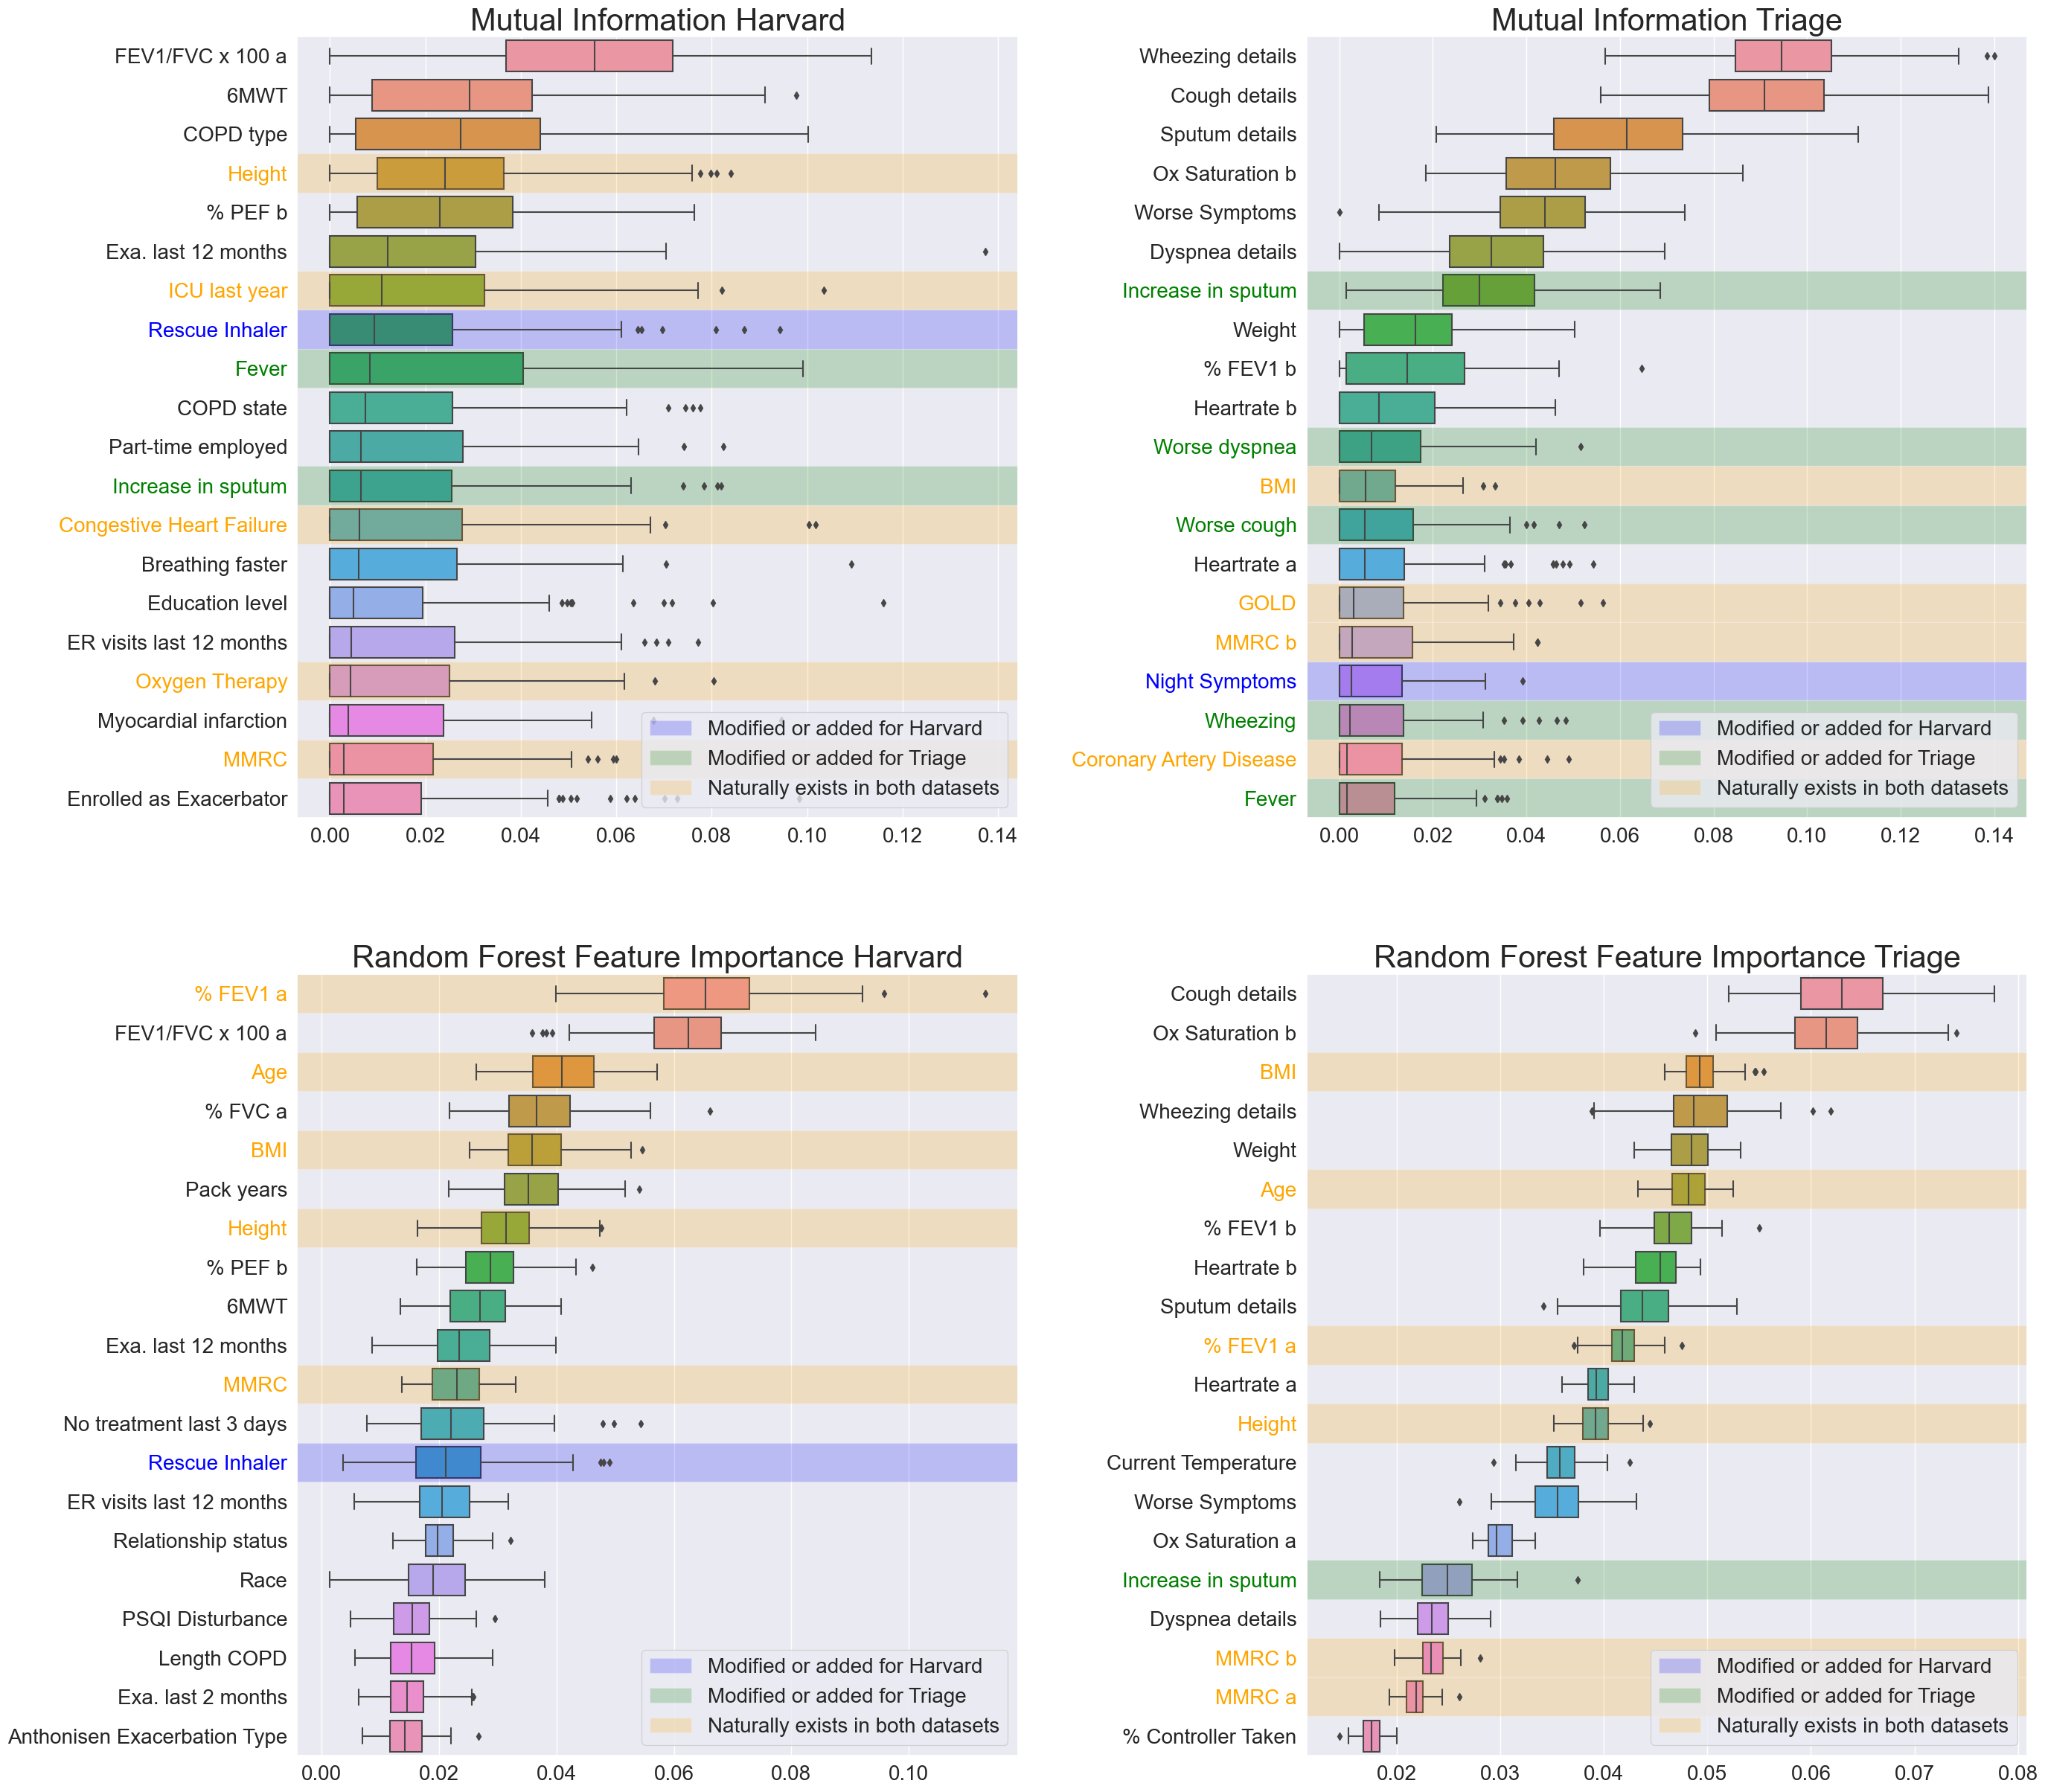 Mutual Information Harvard
FEV1/FVC x 100 a
6MWT
COPD type
Height
% PEF b
Exa. last 12 months
ICU last year
Rescue Inhaler
Fever
COPD state
Part-time employed
Increase in sputum
Congestive Heart Failure
Breathing faster
Education level
ER visits last 12 months
Oxygen Therapy
Myocardial infarction
MMRC
Enrolled as Exacerbator
Modified or added for Harvard
Modified or added for Triage
Naturally exists in both datasets
0.00 0.02 0.04 0.06 0.08 0.10 0.12 0.14
Mutual Information Triage
Wheezing details
Cough details
Sputum details
Ox Saturation b
Worse Symptoms
Dyspnea details
Increase in sputum
Weight
% FEV1 b
Heartrate b
Worse dyspnea
BMI
Worse cough
Heartrate a
GOLD
MMRC b
Night Symptoms
Wheezing
Coronary Artery Disease
Fever
Modified or added for Harvard
Modified or added for Triage
Naturally exists in both datasets
0.00 0.02 0.04 0.06 0.08 0.10 0.12 0.14
Random Forest Feature Importance Harvard
% FEV1 a
FEV1/FVC x 100 a
Age
% FVC a
BMI
Pack years
Height
% PEF b
6MWT
Exa. last 12 months
MMRC
No treatment last 3 days
Rescue Inhaler
ER visits last 12 months
Relationship status
Race
PSQI Disturbance
Length COPD
Exa. last 2 months
Anthonisen Exacerbation Type
Modified or added for Harvard
Modified or added for Triage
Naturally exists in both datasets
0.00 0.02 0.04 0.06 0.08 0.10
Random Forest Feature Importance Triage
Cough details
Ox Saturation b
BMI
Wheezing details
Weight
Age
% FEV1 b
Heartrate b
Sputum details
% FEV1 a
Heartrate a
Height
Current Temperature
Worse Symptoms
Ox Saturation a
Increase in sputum
Dyspnea details
MMRC b
MMRC a
% Controller Taken
Modified or added for Harvard
Modified or added for Triage
Naturally exists in both datasets
0.02 0.03 0.04 0.05 0.06 0.07 0.08